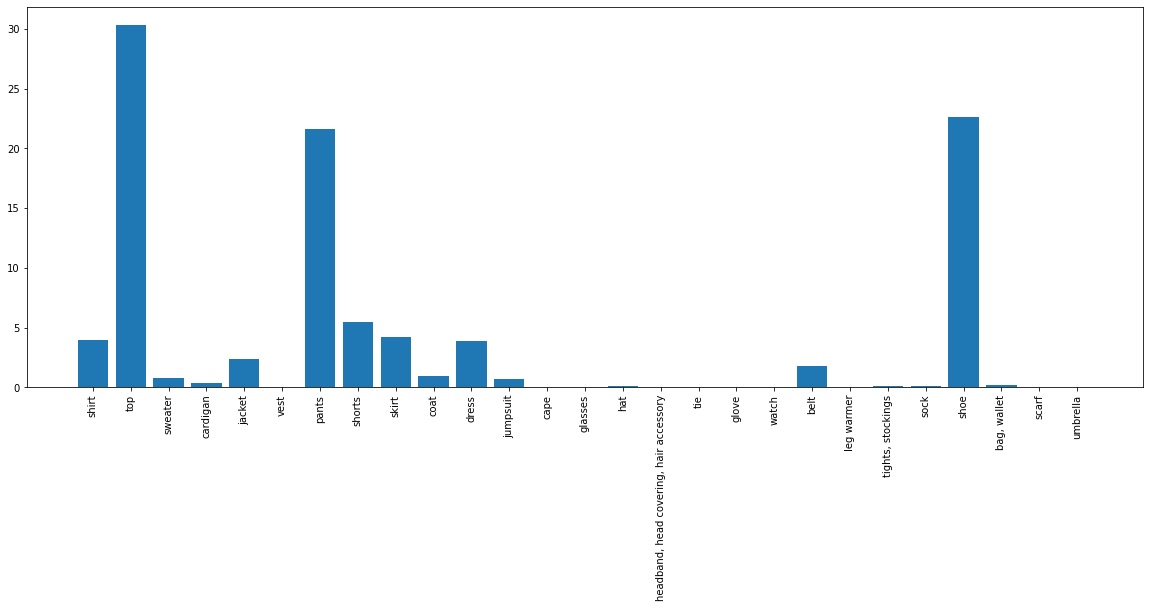 30
25
20
15
10
5
0
shirt
top
sweater
cardigan
jacket
vest
pants
shorts
skirt
coat
dress
jumpsuit
cape
glasses
hat
headband, head covering, hair accessory
tie
glove
watch
belt
leg warmer
tights, stockings
sock
shoe
bag, wallet
scarf
umbrella